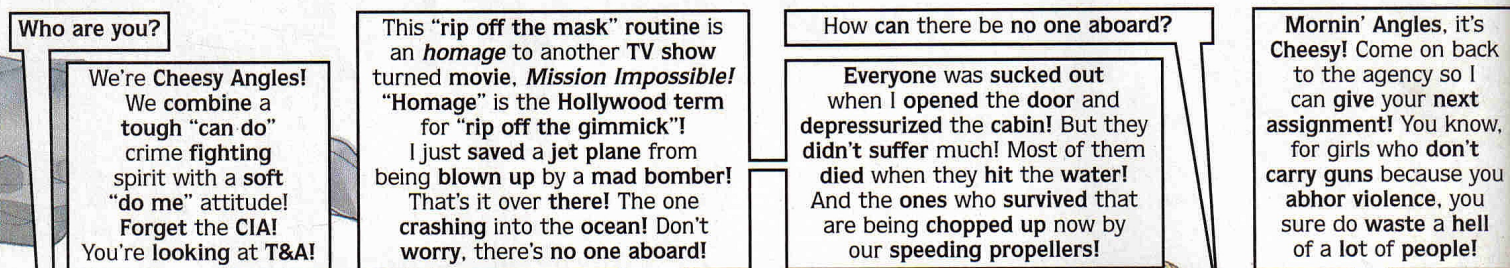 Who are you?
We're Cheesy Angles!
We combine a
tough "can do"
crime fighting
spirit with a soft
"do me" attitude!
Forget the CIA!
You're looking at T&A!
This "rip off the mask" routine is
an homage to another TV show
turned movie, Mission Impossible!
"Homage" is the Hollywood term
for "rip off the gimmick"!
I just saved a jet plane from
being blown up by a mad bomber!
That's it over there! The one
crashing into the ocean! Don't
worry, there's no one aboard!
How can there be no one aboard?
Everyone was sucked out
when I opened the door and
depressurized the cabin! But they
didn't suffer much! Most of them
died when they hit the water!
And the ones who survived that
are being chopped up now by
our speeding propellers!
Mornin' Angles, it's
Cheesy! Come on back
to the agency so I
can give your next
assignment! You know,
for girls who don't
carry guns because you
abhor violence, you
sure do waste a hell
of a lot of people!